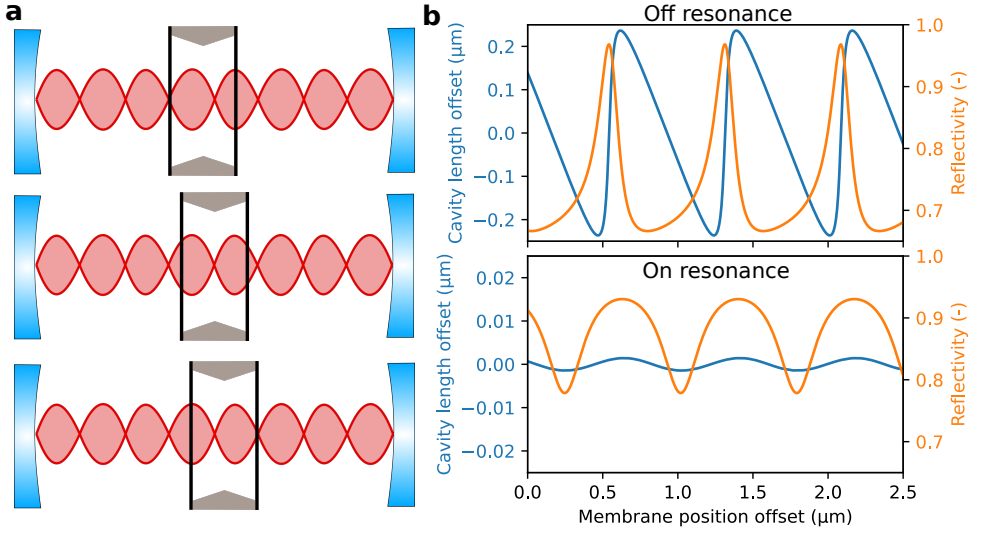 a
b
Off resonance
Cavity length offset (μm)
0.2
0.1
0.0
−0.1
−0.2
1.0
0.9
0.8
0.7
Reflectivity (-)
On resonance
Cavity length offset (μm)
0.02
0.01
0.00
−0.01
−0.02
1.0
0.9
0.8
0.7
Reflectivity (-)
0.0 0.5 1.0 1.5 2.0 2.5
Membrane position offset (μm)